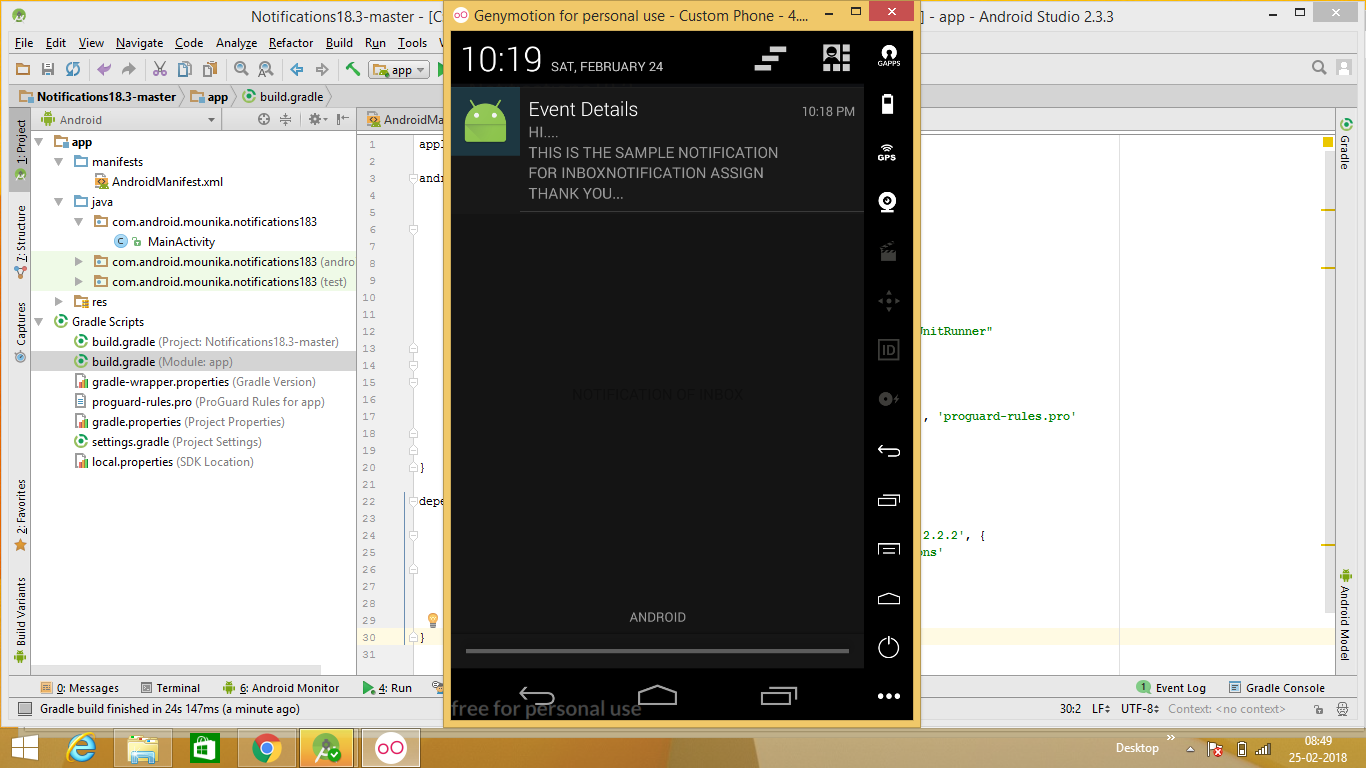 Notifications18.3-master - [C
Genymotion for personal use - Custom Phone - 4....
] - app - Android Studio 2.3.3
File Edit View Navigate Code Analyze Refactor Build Run Tools
app
Notifications18.3-master app build.gradle
Android
AndroidMa
1: Project
7: Structure
Captures
2: Favorites
Build Variants
app
manifests
AndroidManifest.xml
java
com.android.mounika.notifications183
MainActivity
com.android.mounika.notifications183 (andro
com.android.mounika.notifications183 (test)
res
Gradle Scripts
build.gradle (Project: Notifications18.3-master)
build.gradle (Module: app)
gradle-wrapper.properties (Gradle Version)
proguard-rules.pro (ProGuard Rules for app)
gradle.properties (Project Properties)
settings.gradle (Project Settings)
local.properties (SDK Location)
1 appl
2
3 andr
4
5
6
7
8
9
10
11
12
13
14
15
16
17
18
19
20 }
21
22 depe
23
24
25
26
27
28
29
30 }
31
10:19 SAT, FEBRUARY 24
Event Details 10:18 PM
HI....
THIS IS THE SAMPLE NOTIFICATION
FOR INBOXNOTIFICATION ASSIGN
THANK YOU...
NOTIFICATION OF INBOX
ANDROID
free for personal use
GAPPS
GPS
ID
UnitRunner"
, 'proguard-rules.pro'
2.2.2', {
ons'
Gradle
Android Model
0: Messages Terminal 6: Android Monitor 4: Run
1 Event Log Gradle Console
Gradle build finished in 24s 147ms (a minute ago)
30:2 LF UTF-8 Context: <no context>
Desktop
08:49
25-02-2018